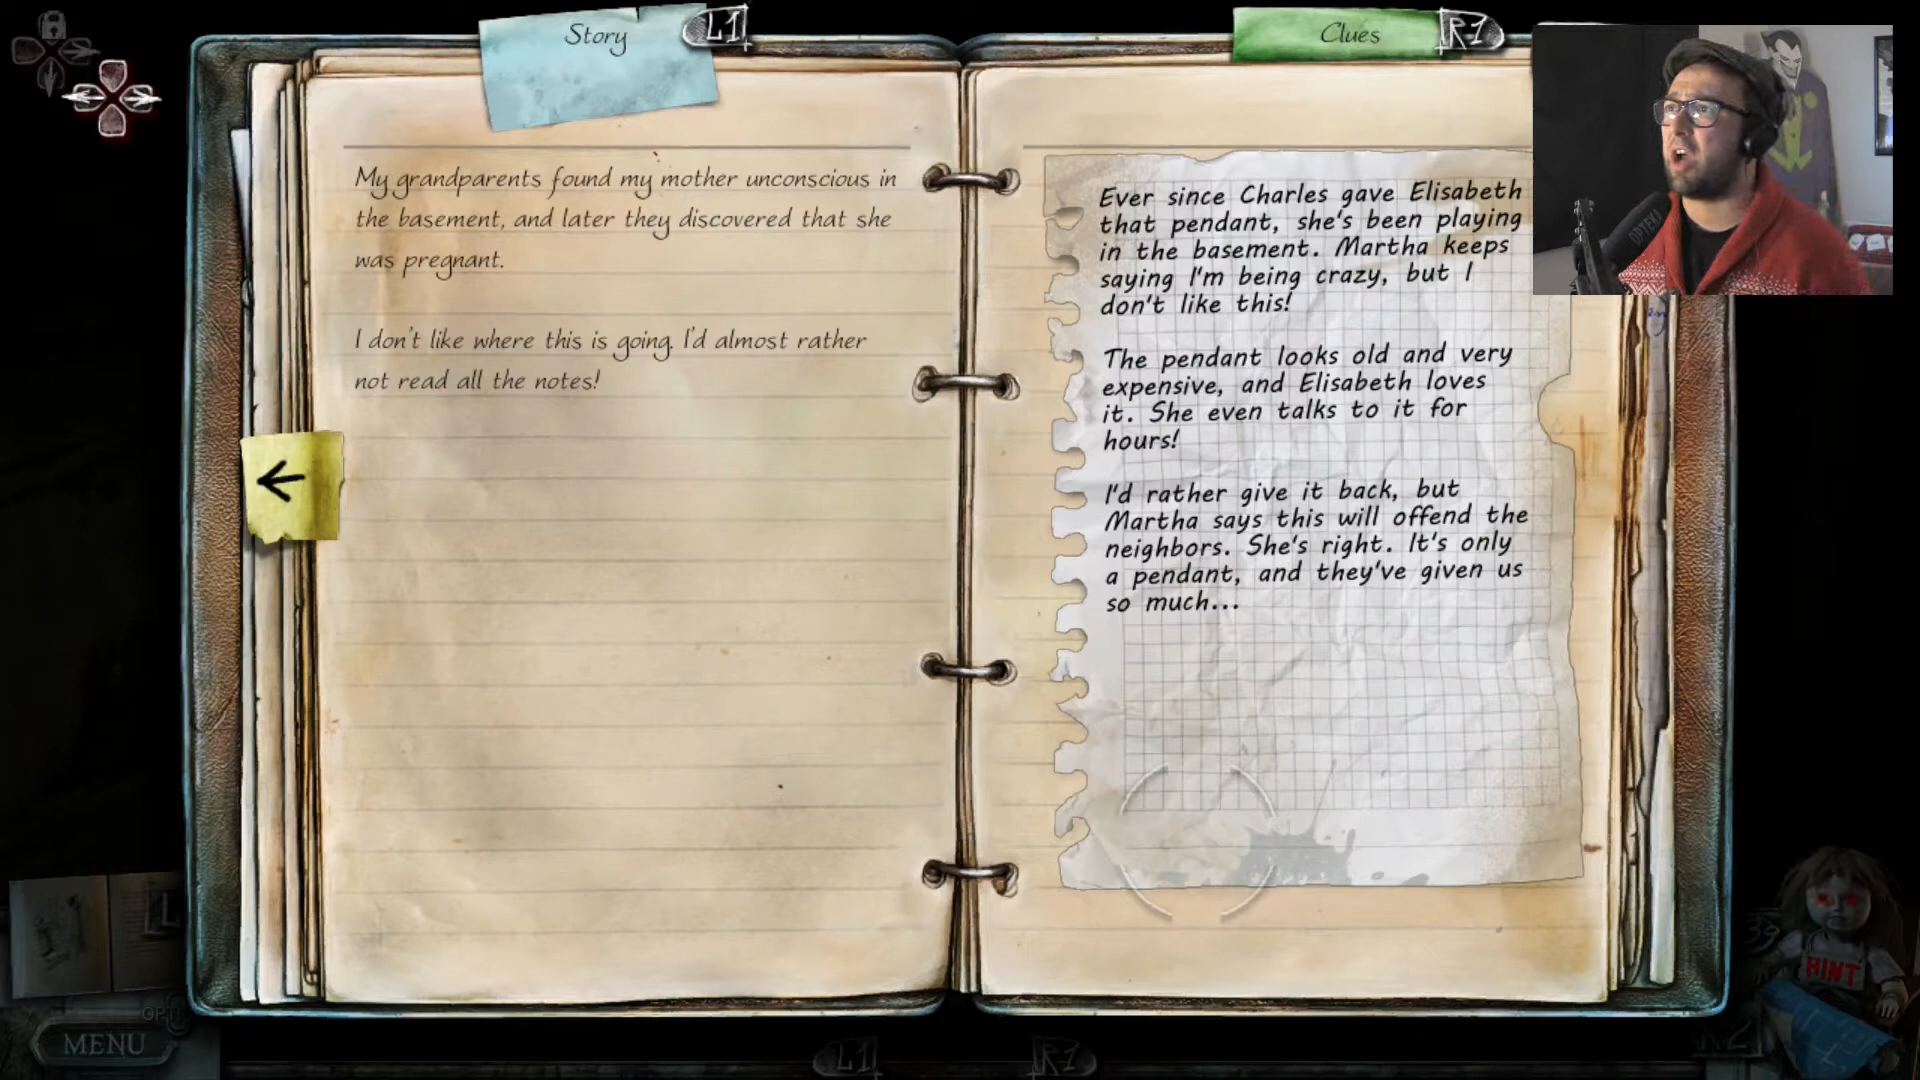 Story
L1
Clues
R1
My grandparents found my mother unconscious in
the basement, and later they discovered that she
was pregnant.
I don't like where this is going. I'd almost rather
not read all the notes!
Ever since Charles gave Elisabeth
that pendant, she's been playing
in the basement. Martha keeps
saying I'm being crazy, but I
don't like this!
The pendant looks old and very
expensive, and Elisabeth loves
it. She even talks to it for
hours!
I'd rather give it back, but
Martha says this will offend the
neighbors. She's right. It's only
a pendant, and they've given us
so much...
HINT
MENU
L1
R1
R2